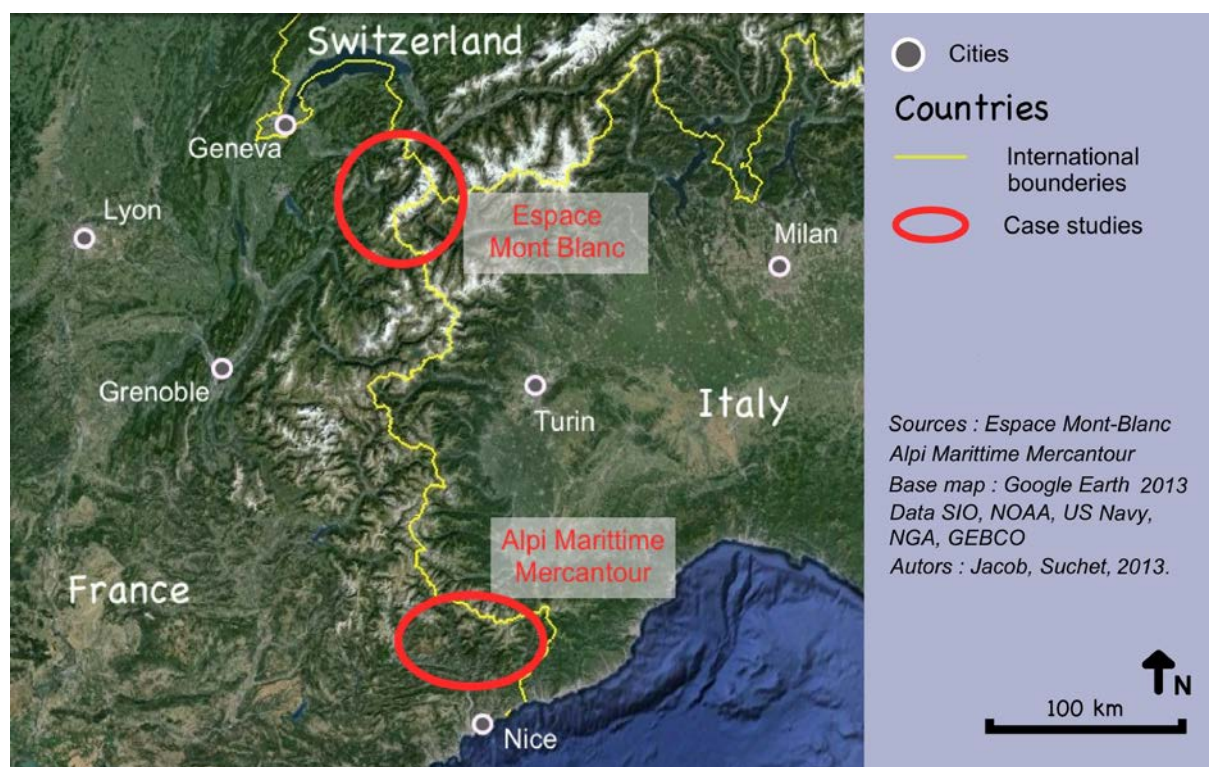 Switzerland
Geneva
Lyon
Espace
Mont Blanc
Milan
Grenoble
Turin
Italy
Alpi Marittime
Mercantour
France
Nice
Cities
Countries
International
bounderies
Case studies
Sources : Espace Mont-Blanc
Alpi Marittime Mercantour
Base map : Google Earth 2013
Data SIO, NOAA, US Navy,
NGA, GEBCO
Autors : Jacob, Suchet, 2013.
N
100 km